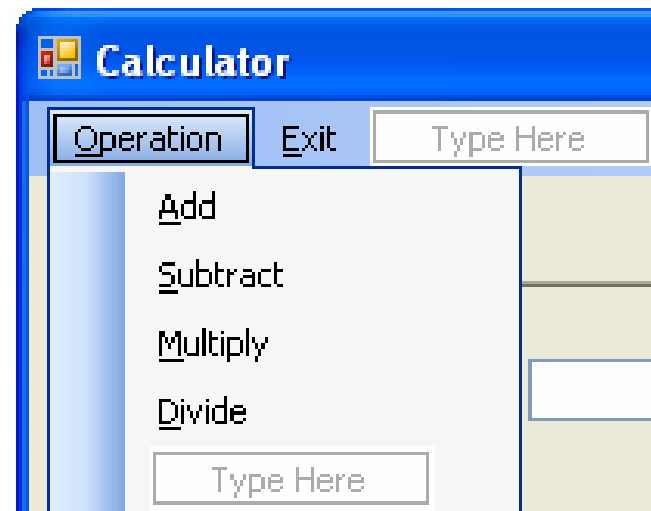 Calculator
Operation Exit Type Here
Add
Subtract
Multiply
Divide
Type Here